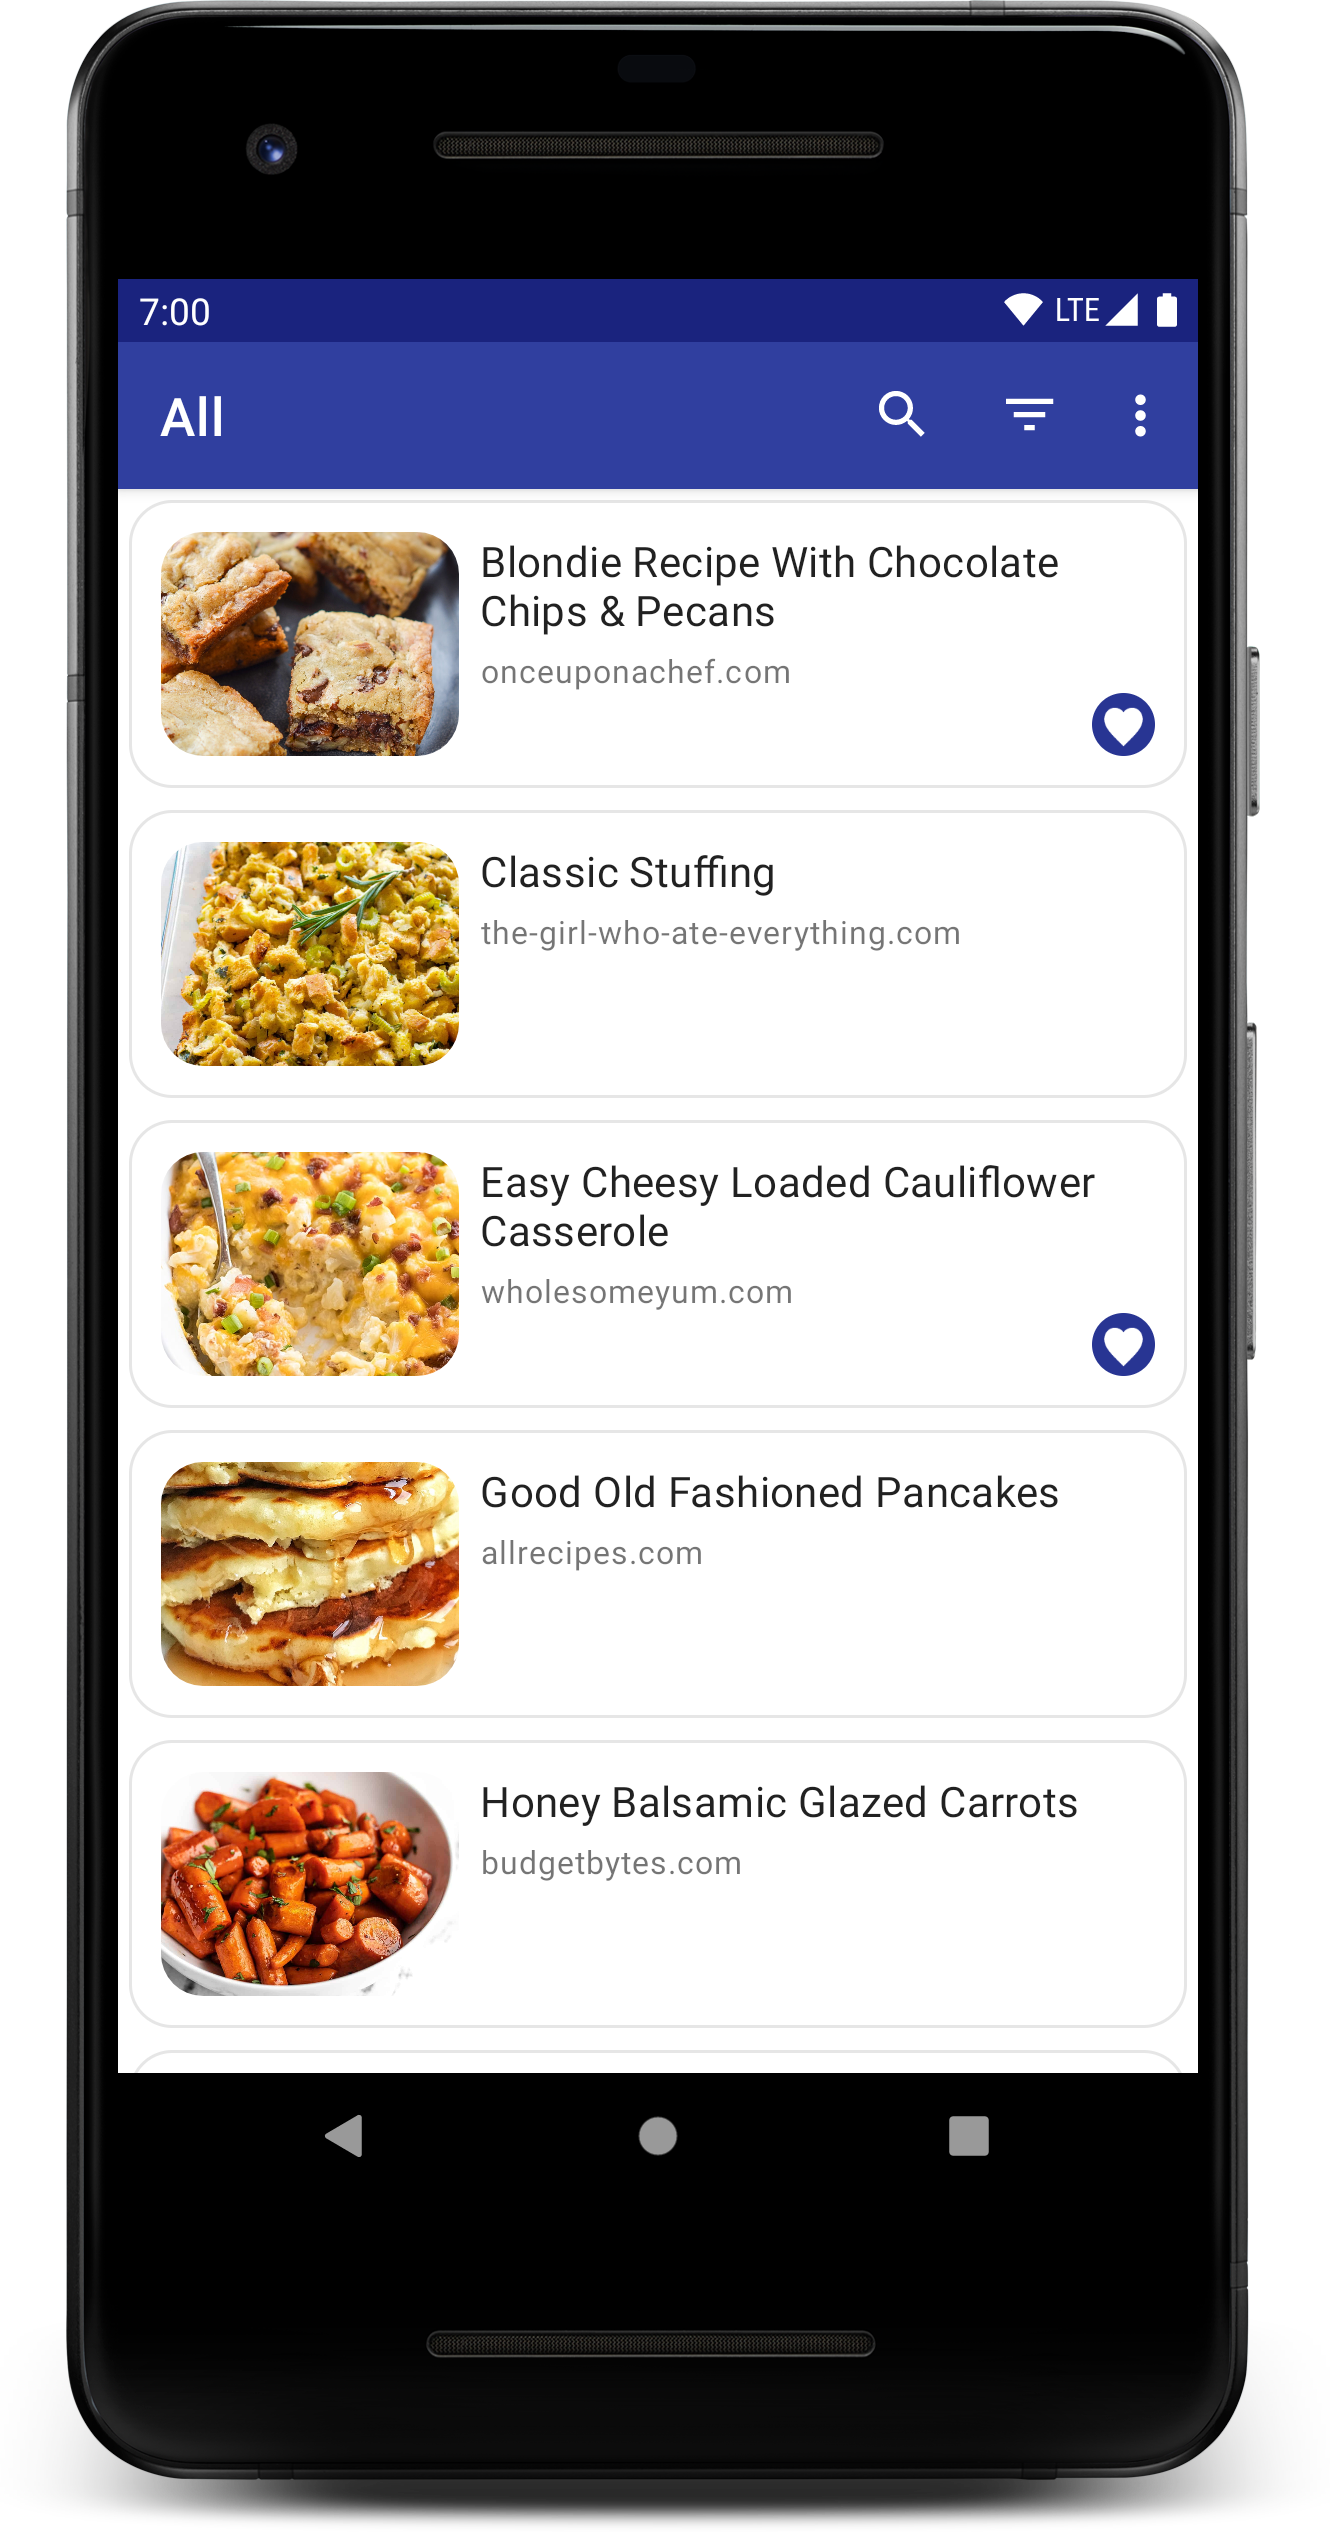 7:00 LTE
All
Blondie Recipe With Chocolate
Chips & Pecans
onceuponachef.com
Classic Stuffing
the-girl-who-ate-everything.com
Easy Cheesy Loaded Cauliflower
Casserole
wholesomeyum.com
Good Old Fashioned Pancakes
allrecipes.com
Honey Balsamic Glazed Carrots
budgetbytes.com